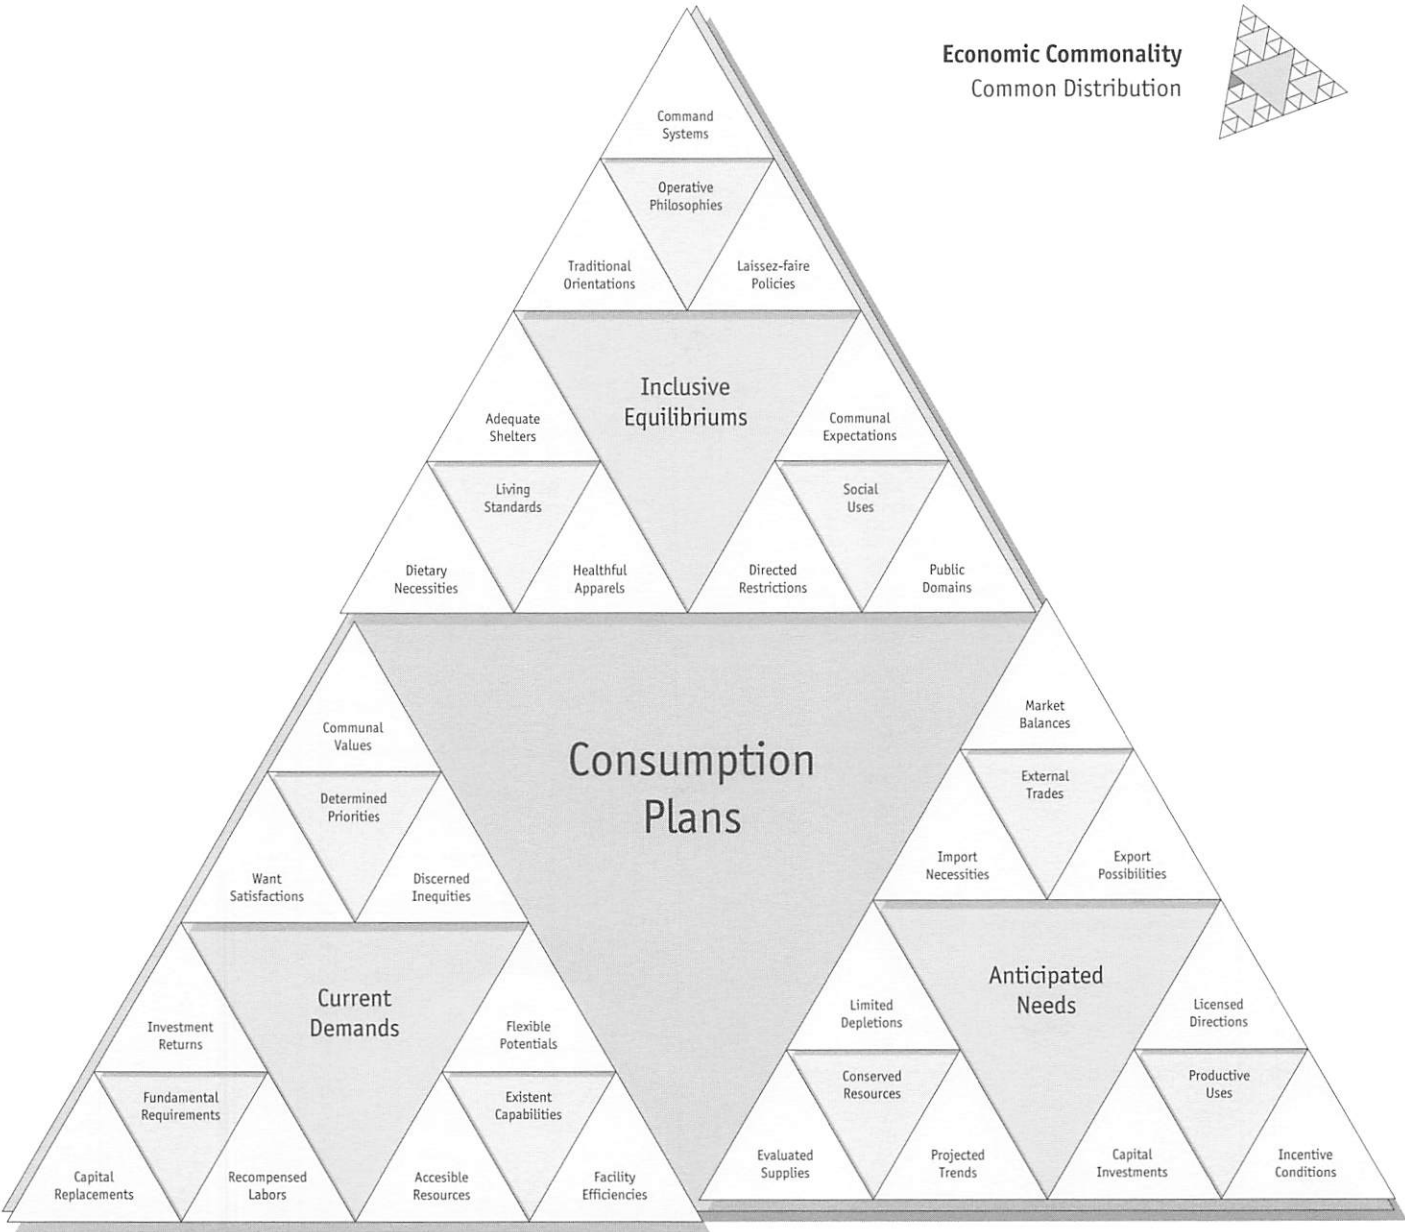 Economic Commonality
Common Distribution
Command
Systems
Operative
Philosophies
Traditional
Orientations
Laissez-faire
Policies
Inclusive
Equilibriums
Adequate
Shelters
Living
Standards
Dietary
Necessities
Healthful
Apparels
Communal
Expectations
Social
Uses
Directed
Restrictions
Public
Domains
Consumption
Plans
Communal
Values
Determined
Priorities
Want
Satisfactions
Discerned
Inequities
Current
Demands
Investment
Returns
Fundamental
Requirements
Capital
Replacements
Recompensed
Labors
Flexible
Potentials
Existent
Capabilities
Accesible
Resources
Facility
Efficiencies
Market
Balances
External
Trades
Import
Necessities
Export
Possibilities
Anticipated
Needs
Limited
Depletions
Conserved
Resources
Evaluated
Supplies
Projected
Trends
Licensed
Directions
Productive
Uses
Capital
Investments
Incentive
Conditions